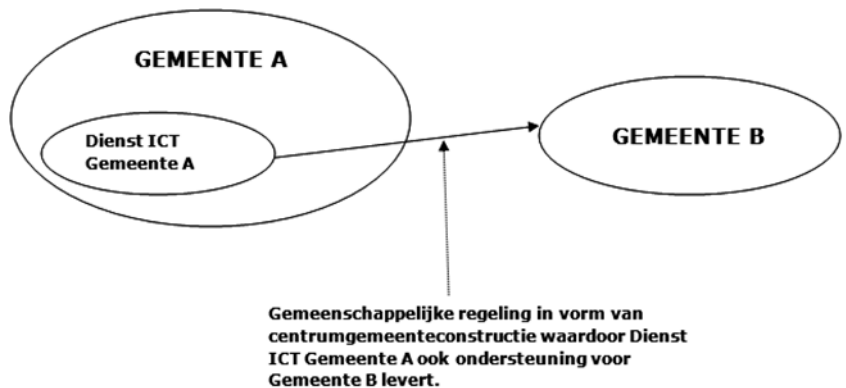 GEMEENTE A
Dienst ICT
Gemeente A
GEMEENTE B
Gemeenschappelijke regeling in vorm van
centrumgemeenteconstructie waardoor Dienst
ICT Gemeente A ook ondersteuning voor
Gemeente B levert.